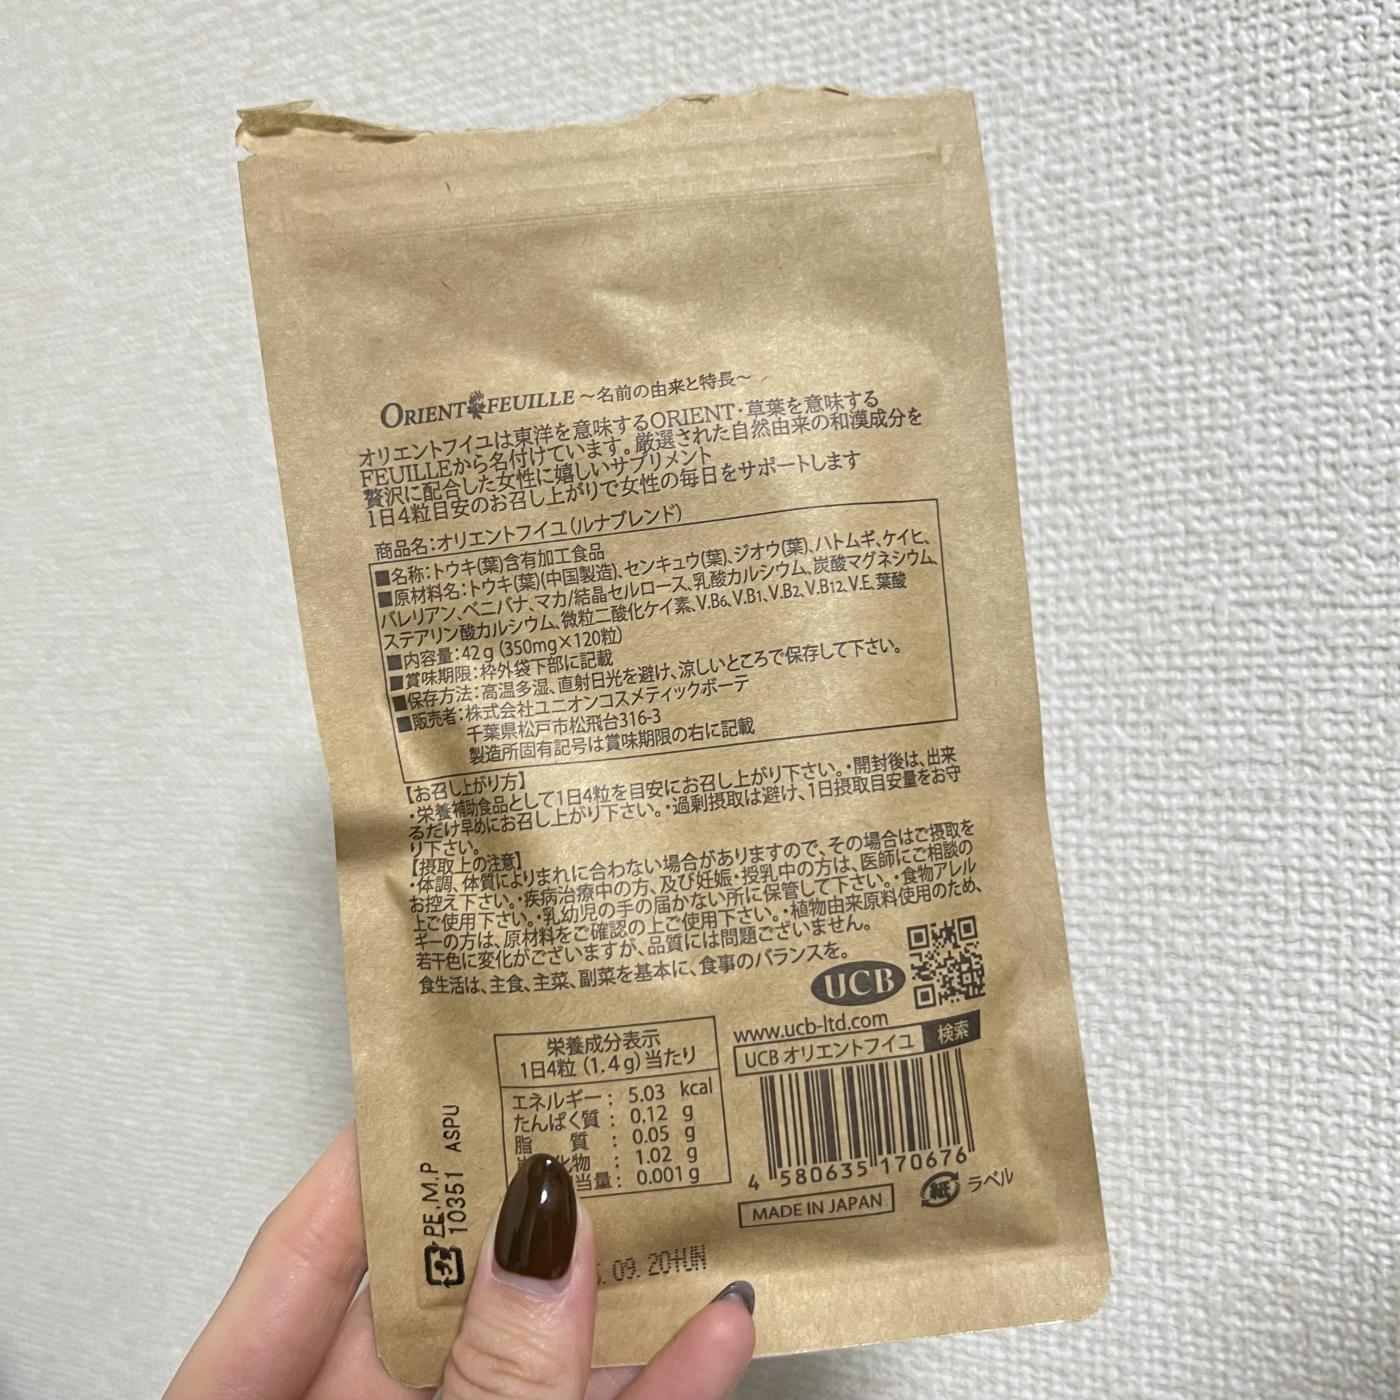 ORIENT FEUILLE ～名前の由来と特長～
オリエントフイユは東洋を意味するORIENT・草葉を意味する
FEUILLEから名付けています。厳選された自然由来の和漢成分を
贅沢に配合した女性に嬉しいサプリメント
1日4粒目安のお召し上がりで女性の毎日をサポートします
商品名：オリエントフイユ（ルナブレンド）
■名称：トウキ(葉)含有加工食品
■原材料名：トウキ(葉)(中国製造)、センキュウ(葉)、ジオウ(葉)、ハトムギ、ケイヒ、
バレリアン、ベニバナ、マカ/結晶セルロース、乳酸カルシウム、炭酸マグネシウム、
ステアリン酸カルシウム、微粒二酸化ケイ素、V.B6、V.B1、V.B2、V.B12、V.E、葉酸
■内容量：42ｇ (350mg×120粒)
■賞味期限：枠外袋下部に記載
■保存方法：高温多湿、直射日光を避け、涼しいところで保存して下さい。
■販売者：株式会社ユニオンコスメティックボーテ
千葉県松戸市松飛台316-3
製造所固有記号は賞味期限の右に記載
【お召し上がり方】
・栄養補助食品として1日4粒を目安にお召し上がり下さい。・開封後は、出来
るだけ早めにお召し上がり下さい。・過剰摂取は避け、1日摂取目安量をお守
り下さい。
【摂取上の注意】
・体調、体質によりまれに合わない場合がありますので、その場合はご摂取を
お控え下さい。・疾病治療中の方、及び妊娠・授乳中の方は、医師にご相談の
上ご使用下さい。・乳幼児の手の届かない所に保管して下さい。・食物アレル
ギーの方は、原材料をご確認の上ご使用下さい。・植物由来原料使用のため、
若干色に変化がございますが、品質には問題ございません。
食生活は、主食、主菜、副菜を基本に、食事のバランスを。
UCB
www.ucb-ltd.com
UCB オリエントフイユ 検索
栄養成分表示
1日4粒（1.4ｇ)当たり
エネルギー： 5.03 kcal
たんぱく質： 0.12 g
脂 質 ： 0.05 g
化物 ： 1.02 g
当量： 0.001 g
4 580635 170676
MADE IN JAPAN
紙 ラベル
プラ PE,M,P
10351 ASPU
09. 20+UN